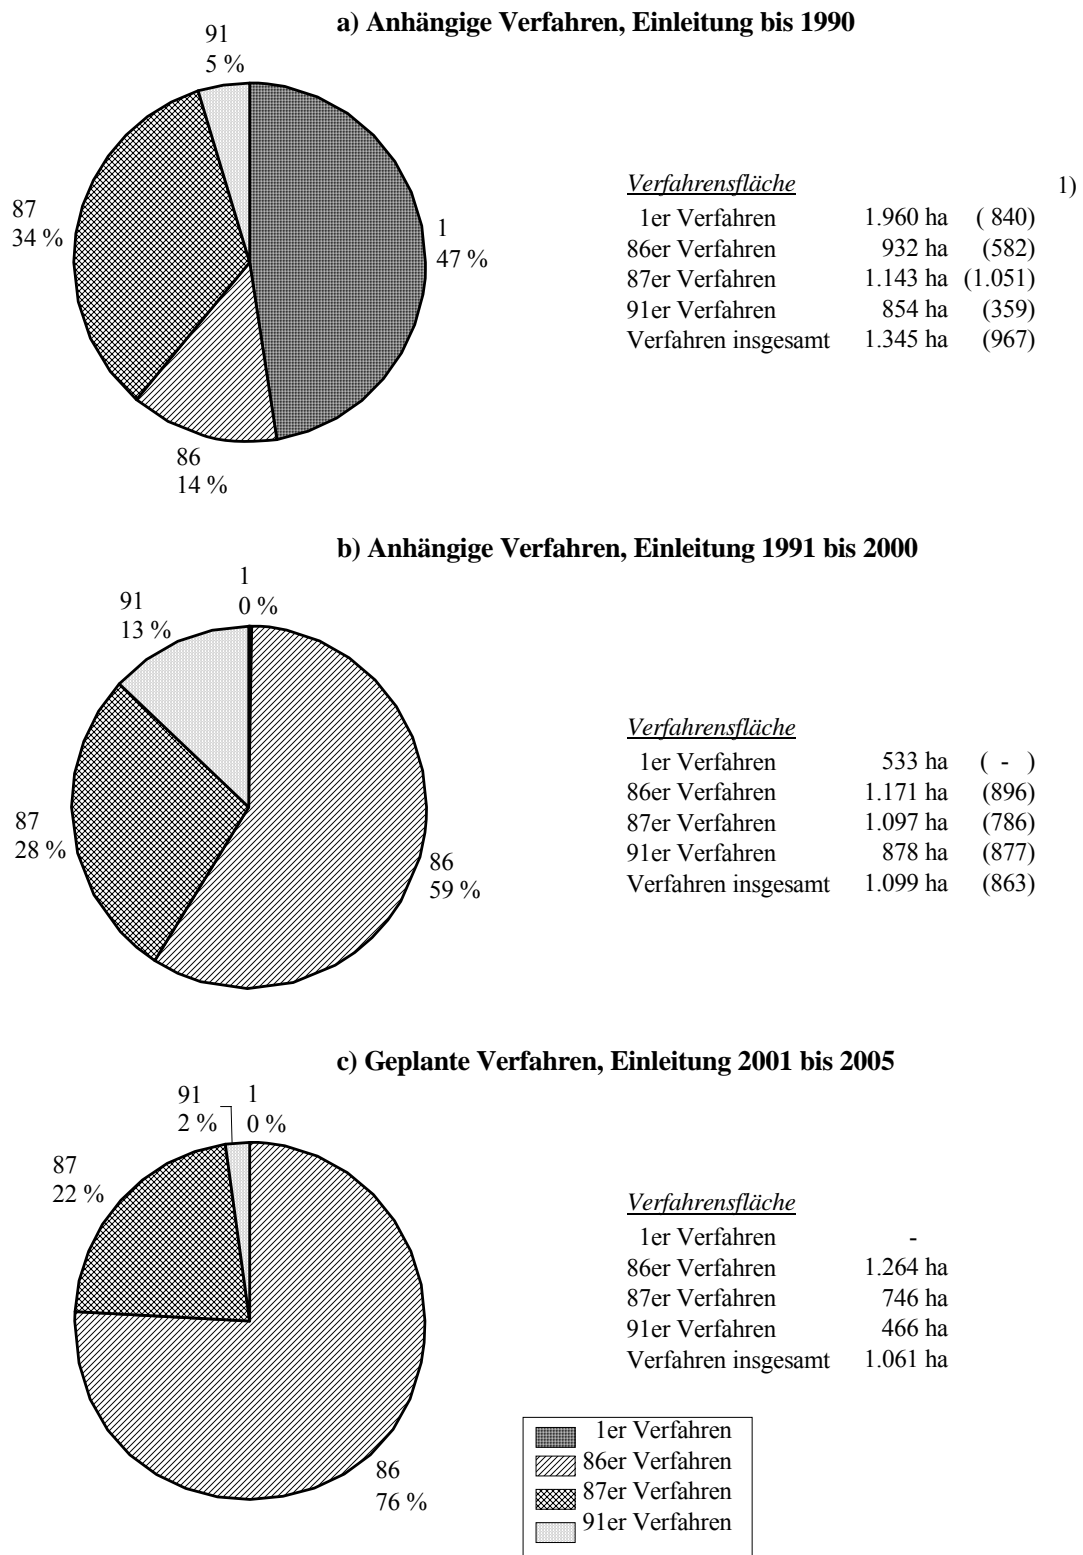 a) Anhängige Verfahren, Einleitung bis 1990
91
5 %
87
34 %
1
47 %
86
14 %
Verfahrensfläche 1)
1er Verfahren 1.960 ha ( 840)
86er Verfahren 932 ha (582)
87er Verfahren 1.143 ha (1.051)
91er Verfahren 854 ha (359)
Verfahren insgesamt 1.345 ha (967)
b) Anhängige Verfahren, Einleitung 1991 bis 2000
1
0 %
91
13 %
87
28 %
86
59 %
Verfahrensfläche
1er Verfahren 533 ha ( - )
86er Verfahren 1.171 ha (896)
87er Verfahren 1.097 ha (786)
91er Verfahren 878 ha (877)
Verfahren insgesamt 1.099 ha (863)
c) Geplante Verfahren, Einleitung 2001 bis 2005
91
2 %
1
0 %
87
22 %
86
76 %
Verfahrensfläche
1er Verfahren -
86er Verfahren 1.264 ha
87er Verfahren 746 ha
91er Verfahren 466 ha
Verfahren insgesamt 1.061 ha
1er Verfahren
86er Verfahren
87er Verfahren
91er Verfahren